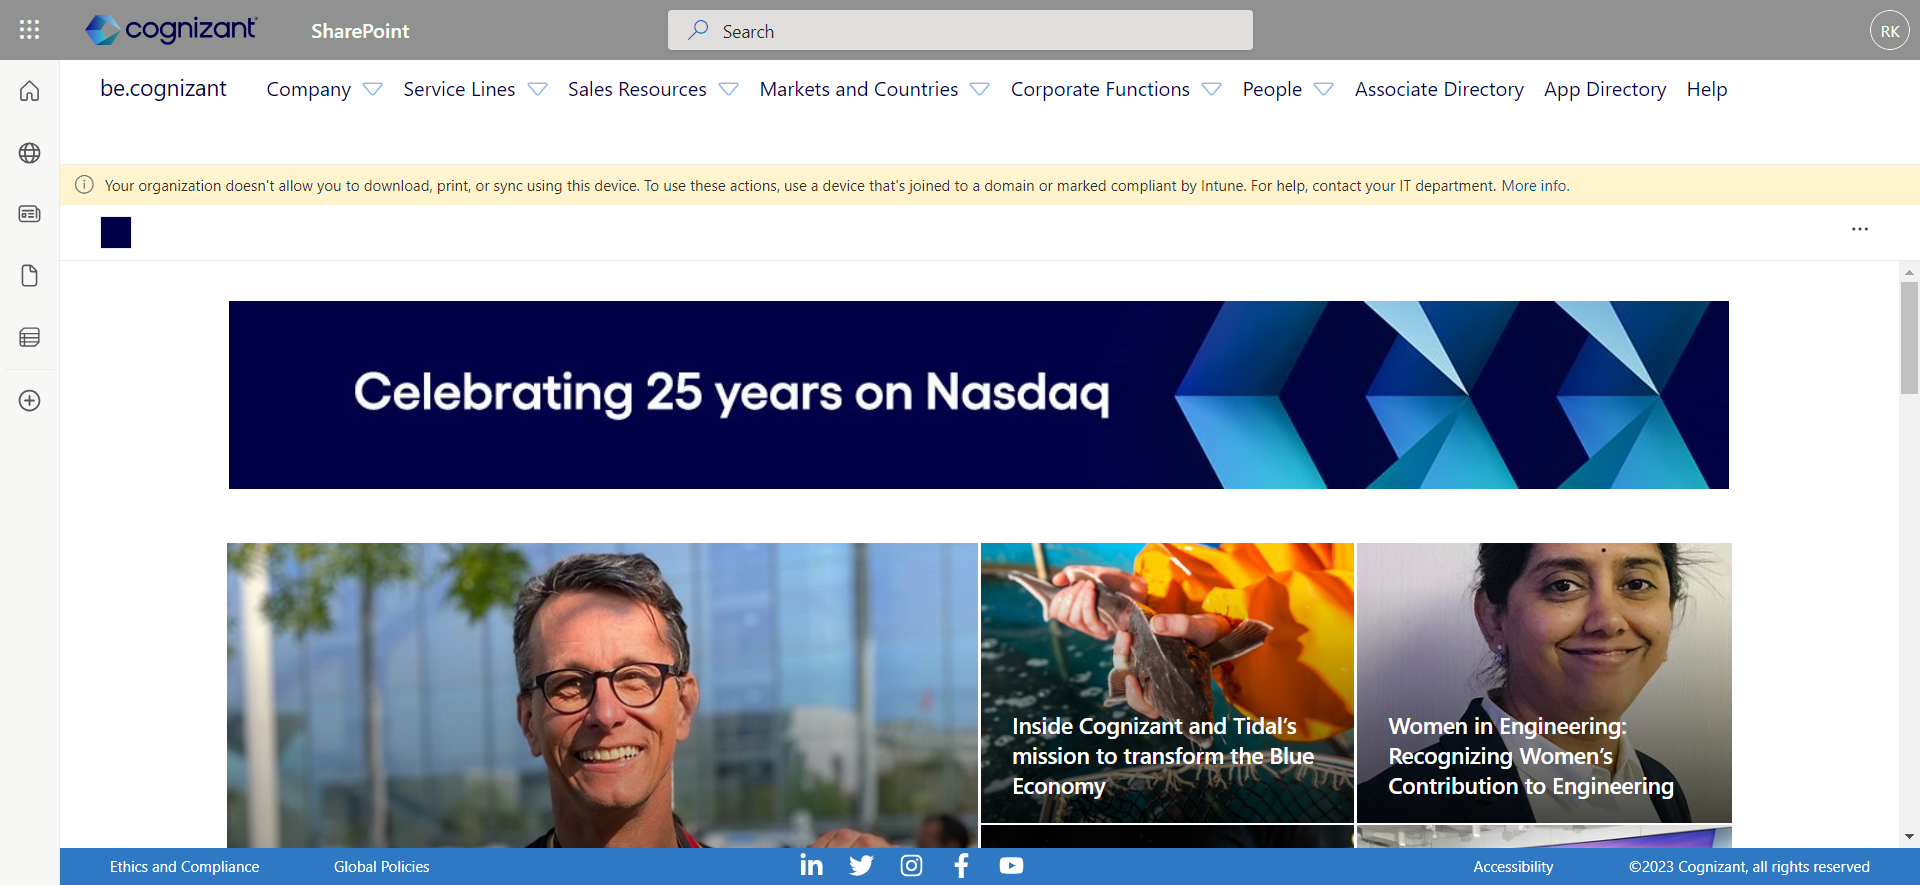 cognizant
SharePoint
Search
RK
be.cognizant
Company
Service Lines
Sales Resources
Markets and Countries
Corporate Functions
People
Associate Directory
App Directory
Help
Your organization doesn't allow you to download, print, or sync using this device. To use these actions, use a device that's joined to a domain or marked compliant by Intune. For help, contact your IT department. More info.
Celebrating 25 years on Nasdaq
Inside Cognizant and Tidal’s
mission to transform the Blue
Economy
Women in Engineering:
Recognizing Women’s
Contribution to Engineering
Ethics and Compliance
Global Policies
Accessibility
©2023 Cognizant, all rights reserved